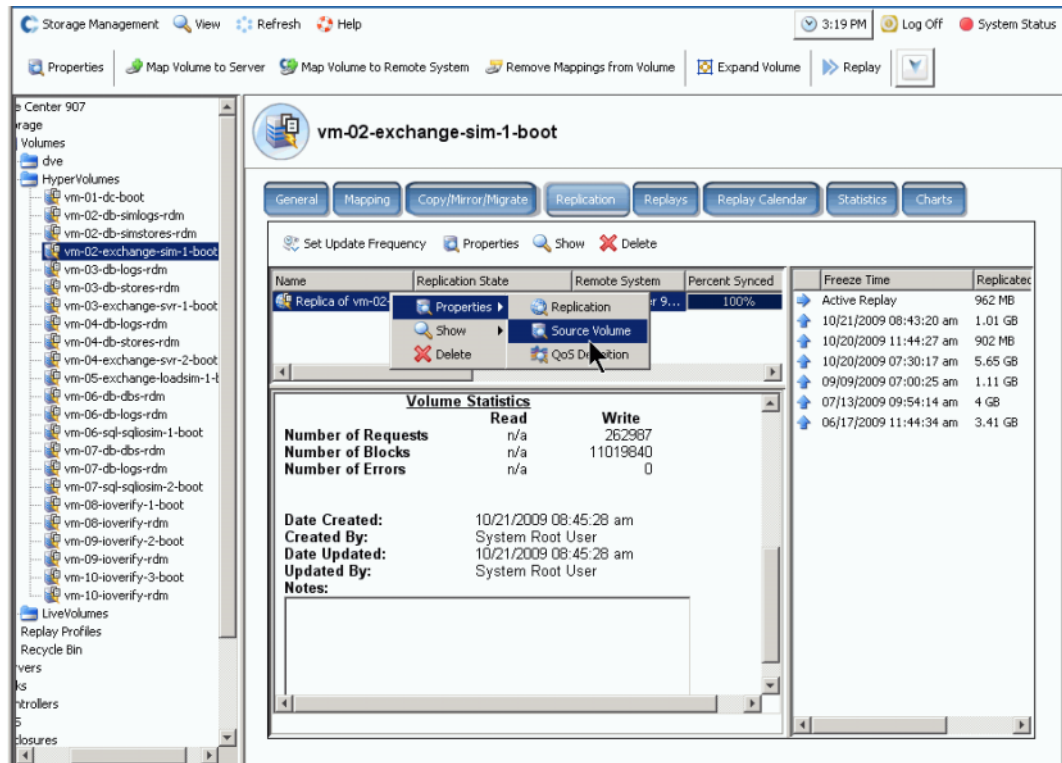 Storage Management View Refresh Help 3:19 PM Log Off System Status
Properties Map Volume to Server Map Volume to Remote System Remove Mappings from Volume Expand Volume Replay
e Center 907
rage
Volumes
dve
HyperVolumes
vm-01-dc-boot
vm-02-db-simlogs-rdm
vm-02-db-simstores-rdm
vm-02-exchange-sim-1-boot
vm-03-db-logs-rdm
vm-03-db-stores-rdm
vm-03-exchange-svr-1-boot
vm-04-db-logs-rdm
vm-04-db-stores-rdm
vm-04-exchange-svr-2-boot
vm-05-exchange-loadsim-1-b
vm-06-db-dbs-rdm
vm-06-db-logs-rdm
vm-06-sql-sqliosim-1-boot
vm-07-db-dbs-rdm
vm-07-db-logs-rdm
vm-07-sql-sqliosim-2-boot
vm-08-ioverify-1-boot
vm-08-ioverify-rdm
vm-09-ioverify-2-boot
vm-09-ioverify-rdm
vm-10-ioverify-3-boot
vm-10-ioverify-rdm
LiveVolumes
Replay Profiles
Recycle Bin
rvers
ks
ntrollers
S
closures
vm-02-exchange-sim-1-boot
General Mapping Copy/Mirror/Migrate Replication Replays Replay Calendar Statistics Charts
Set Update Frequency Properties Show Delete
Name Replication State Remote System Percent Synced
Replica of vm-02- er 9... 100%
Properties
Show
Delete
Replication
Source Volume
QoS Definition
Volume Statistics
Read Write
Number of Requests n/a 262987
Number of Blocks n/a 11019840
Number of Errors n/a 0
Date Created: 10/21/2009 08:45:28 am
Created By: System Root User
Date Updated: 10/21/2009 08:45:28 am
Updated By: System Root User
Notes:
Freeze Time Replicated
Active Replay 962 MB
10/21/2009 08:43:20 am 1.01 GB
10/20/2009 11:44:27 am 902 MB
10/20/2009 07:30:17 am 5.65 GB
09/09/2009 07:00:25 am 1.11 GB
07/13/2009 09:54:14 am 4 GB
06/17/2009 11:44:34 am 3.41 GB